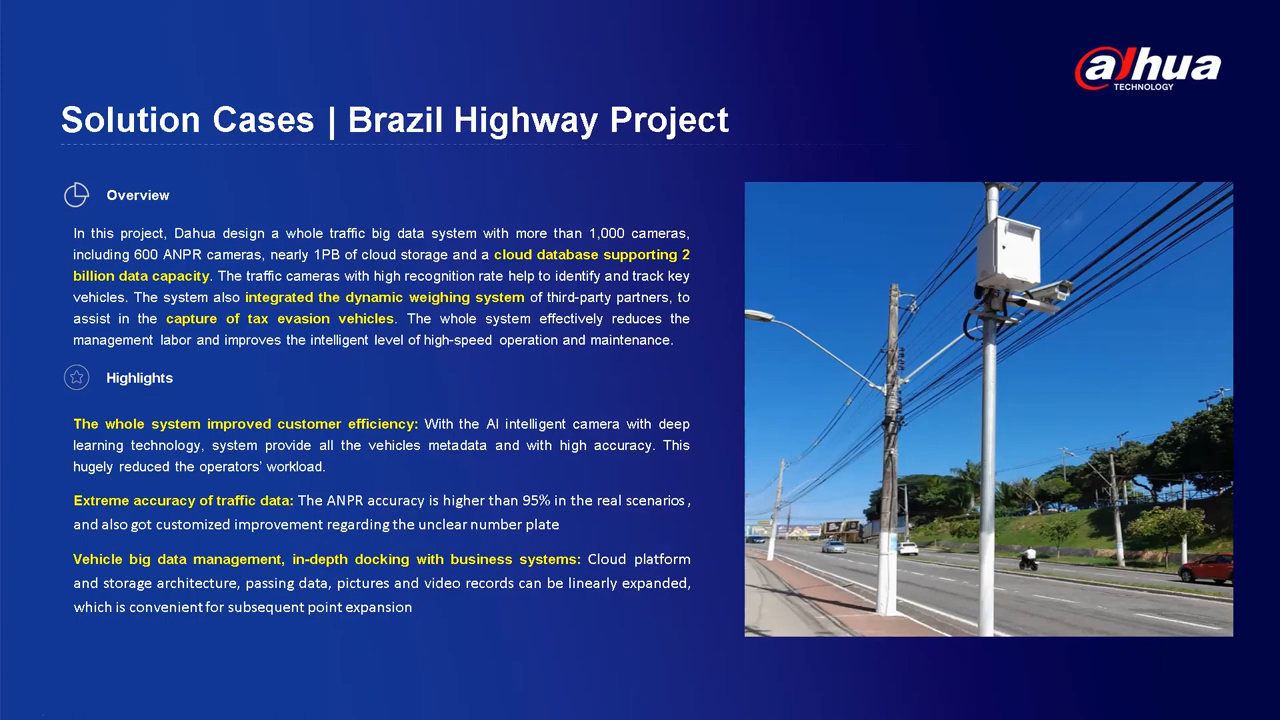 alhua
TECHNOLOGY
Solution Cases | Brazil Highway Project
Overview
In this project, Dahua design a whole traffic big data system with more than 1,000 cameras,
including 600 ANPR cameras, nearly 1PB of cloud storage and a cloud database supporting 2
billion data capacity. The traffic cameras with high recognition rate help to identify and track key
vehicles. The system also integrated the dynamic weighing system of third-party partners, to
assist in the capture of tax evasion vehicles. The whole system effectively reduces the
management labor and improves the intelligent level of high-speed operation and maintenance.
Highlights
The whole system improved customer efficiency: With the AI intelligent camera with deep
learning technology, system provide all the vehicles metadata and with high accuracy. This
hugely reduced the operators' workload.
Extreme accuracy of traffic data: The ANPR accuracy is higher than 95% in the real scenarios,
and also got customized improvement regarding the unclear number plate
Vehicle big data management, in-depth docking with business systems: Cloud platform
and storage architecture, passing data, pictures and video records can be linearly expanded,
which is convenient for subsequent point expansion